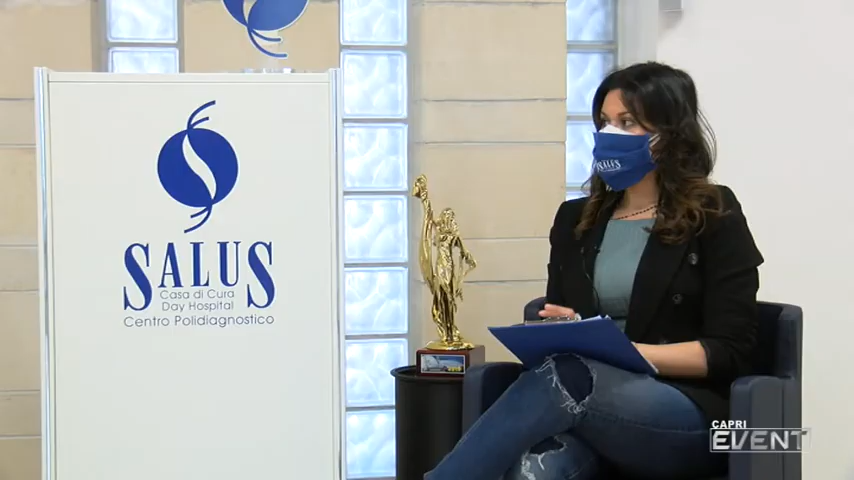 SALUS
Casa di Cura
Day Hospital
Centro Polidiagnostico
SALUS
CAPRI
EVENT